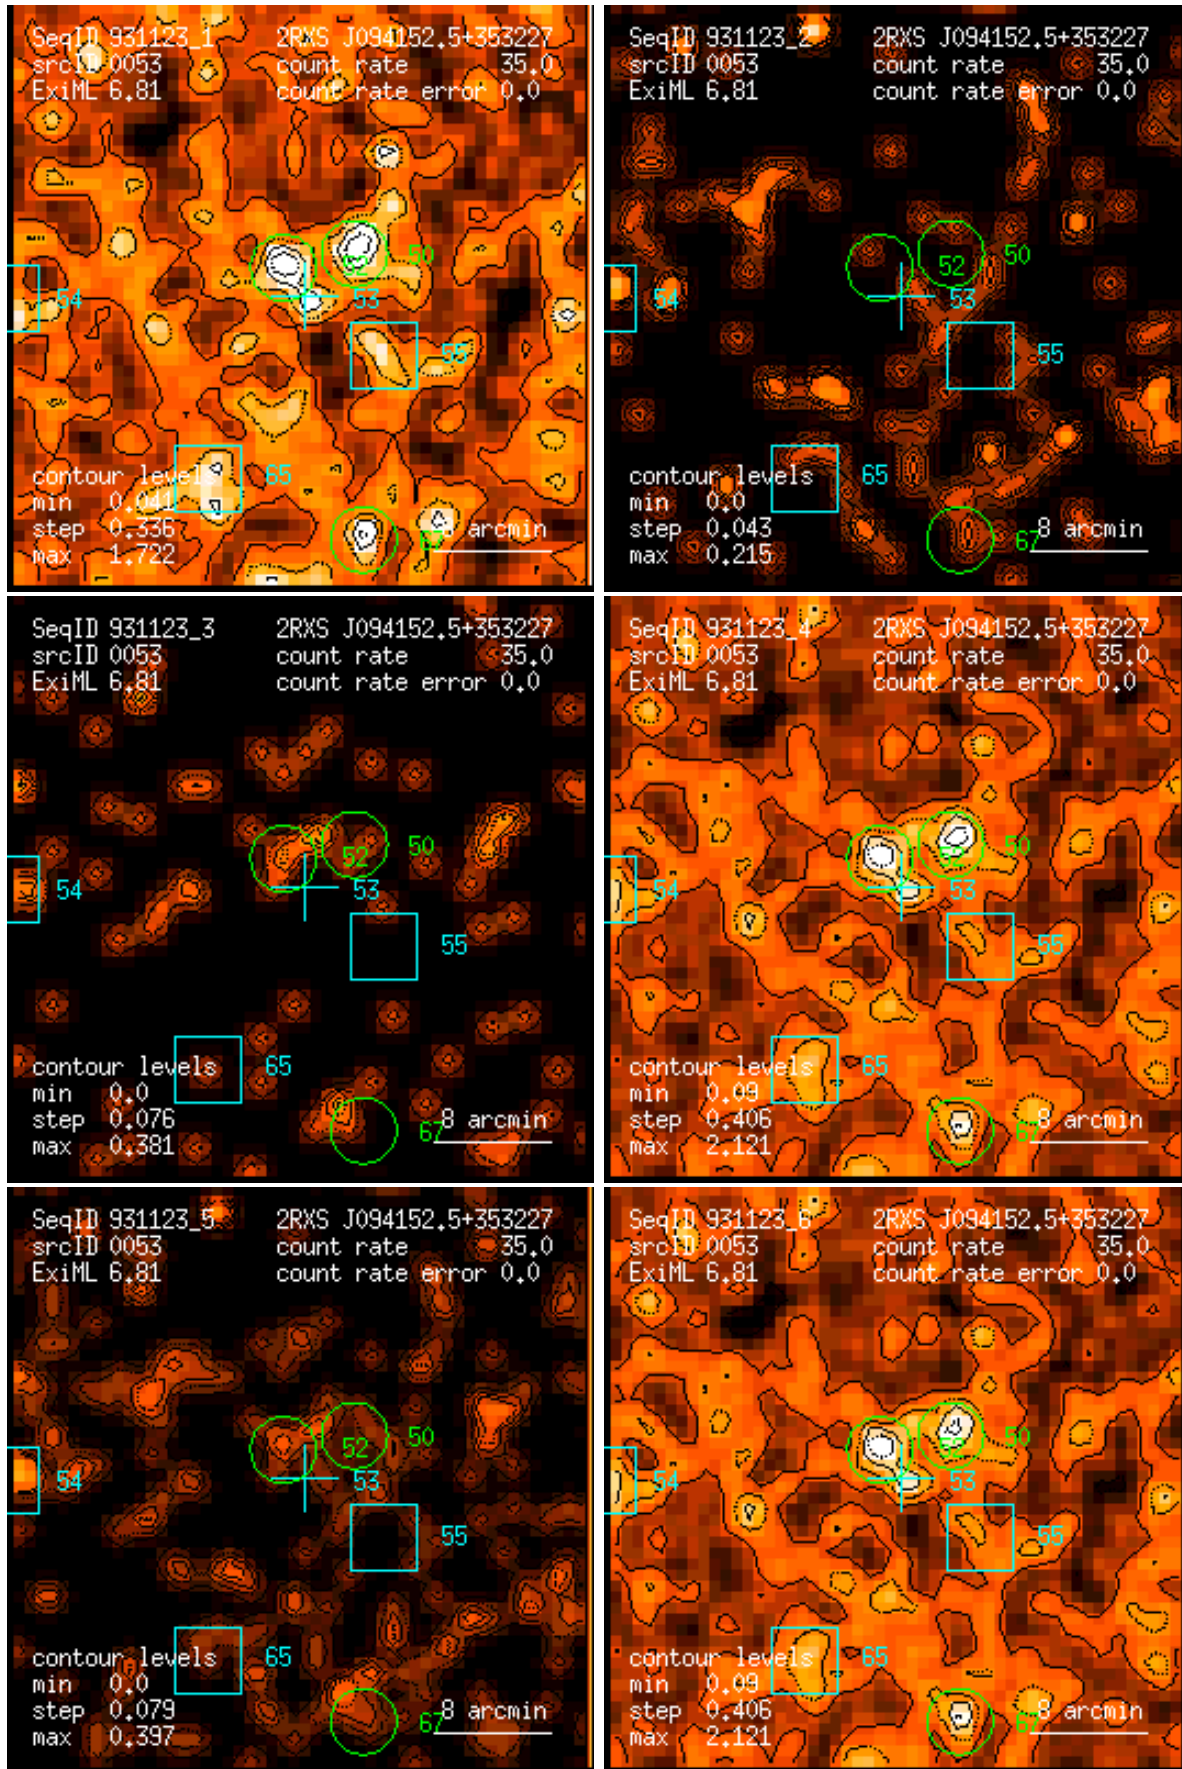 SeqID 931123_1 2RXS J094152.5+353227
srcID 0053 count rate 35.0
ExiML 6.81 count rate error 0.0
50
52
53
54
55
65
contour levels
min 0.041
step 0.336
max 1.722
67
8 arcmin
SeqID 931123_2 2RXS J094152.5+353227
srcID 0053 count rate 35.0
ExiML 6.81 count rate error 0.0
50
52
53
54
55
65
contour levels
min 0.0
step 0.043
max 0.215
67
8 arcmin
SeqID 931123_3 2RXS J094152.5+353227
srcID 0053 count rate 35.0
ExiML 6.81 count rate error 0.0
50
52
53
54
55
65
contour levels
min 0.0
step 0.076
max 0.381
67
8 arcmin
SeqID 931123_4 2RXS J094152.5+353227
srcID 0053 count rate 35.0
ExiML 6.81 count rate error 0.0
50
52
53
54
55
65
contour levels
min 0.09
step 0.406
max 2.121
67
8 arcmin
SeqID 931123_5 2RXS J094152.5+353227
srcID 0053 count rate 35.0
ExiML 6.81 count rate error 0.0
50
52
53
54
55
65
contour levels
min 0.0
step 0.079
max 0.397
67
8 arcmin
SeqID 931123_6 2RXS J094152.5+353227
srcID 0053 count rate 35.0
ExiML 6.81 count rate error 0.0
50
52
53
54
55
65
contour levels
min 0.09
step 0.406
max 2.121
67
8 arcmin